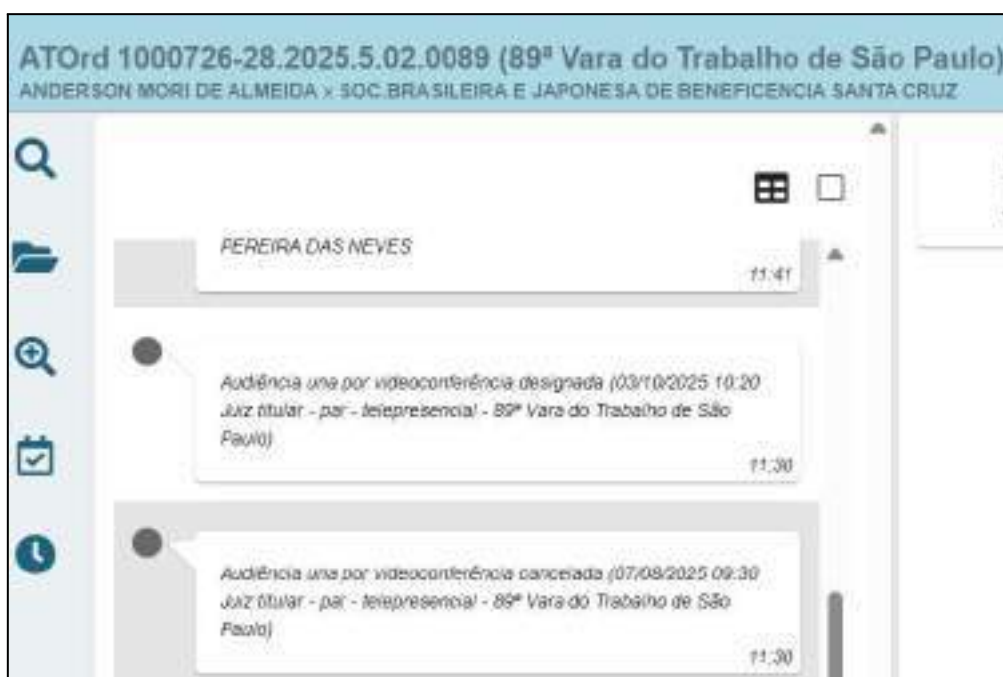 ATOrd 1000726-28.2025.5.02.0089 (89ª Vara do Trabalho de São Paulo)
ANDERSON MORI DE ALMEIDA x SOC.BRASILEIRA E JAPONESA DE BENEFICENCIA SANTA CRUZ
PEREIRA DAS NEVES
11:41
Audiência una por videoconferência designada (03/10/2025 10:20
Juiz titular - par - telepresencial - 89ª Vara do Trabalho de São
Paulo)
11:30
Audiência una por videoconferência cancelada (07/08/2025 09:30
Juiz titular - par - telepresencial - 89ª Vara do Trabalho de São
Paulo)
11:30